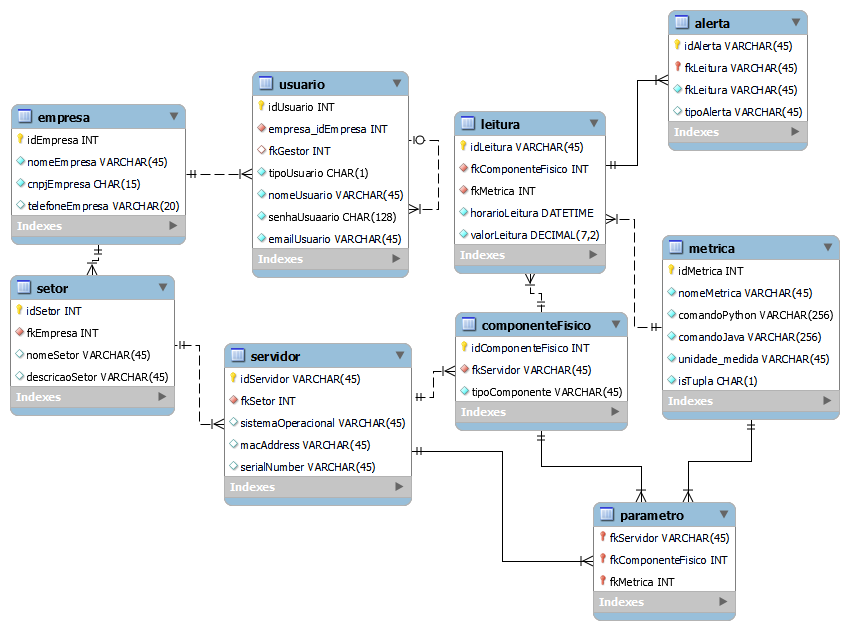 empresa
idEmpresa INT
nomeEmpresa VARCHAR(45)
cnpjEmpresa CHAR(15)
telefoneEmpresa VARCHAR(20)
Indexes
usuario
idUsuario INT
empresa_idEmpresa INT
fkGestor INT
tipoUsuario CHAR(1)
nomeUsuario VARCHAR(45)
senhaUsuaario CHAR(128)
emailUsuario VARCHAR(45)
Indexes
leitura
idLeitura VARCHAR(45)
fkComponenteFisico INT
fkMetrica INT
horarioLeitura DATETIME
valorLeitura DECIMAL(7,2)
Indexes
alerta
idAlerta VARCHAR(45)
fkLeitura VARCHAR(45)
fkLeitura VARCHAR(45)
tipoAlerta VARCHAR(45)
Indexes
setor
idSetor INT
fkEmpresa INT
nomeSetor VARCHAR(45)
descricaoSetor VARCHAR(45)
Indexes
servidor
idServidor VARCHAR(45)
fkSetor INT
sistemaOperacional VARCHAR(45)
macAddress VARCHAR(45)
serialNumber VARCHAR(45)
Indexes
componenteFisico
idComponenteFisico INT
fkServidor VARCHAR(45)
tipoComponente VARCHAR(45)
Indexes
metrica
idMetrica INT
nomeMetrica VARCHAR(45)
comandoPython VARCHAR(256)
comandoJava VARCHAR(256)
unidade_medida VARCHAR(45)
isTupla CHAR(1)
Indexes
parametro
fkServidor VARCHAR(45)
fkComponenteFisico INT
fkMetrica INT
Indexes